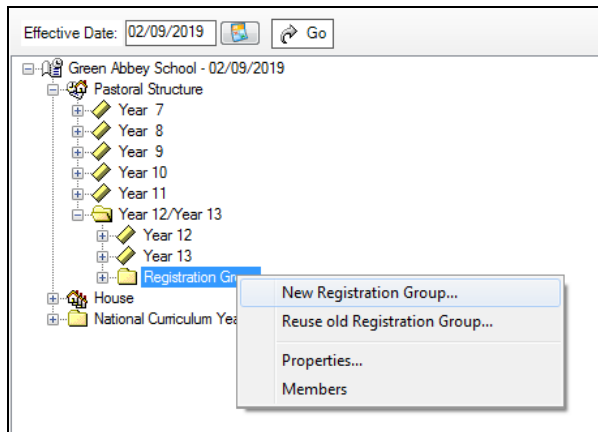 Effective Date: 02/09/2019 Go
Green Abbey School - 02/09/2019
Pastoral Structure
Year 7
Year 8
Year 9
Year 10
Year 11
Year 12/Year 13
Year 12
Year 13
Registration Gr
New Registration Group...
House
Reuse old Registration Group...
National Curriculum Yea
Properties...
Members